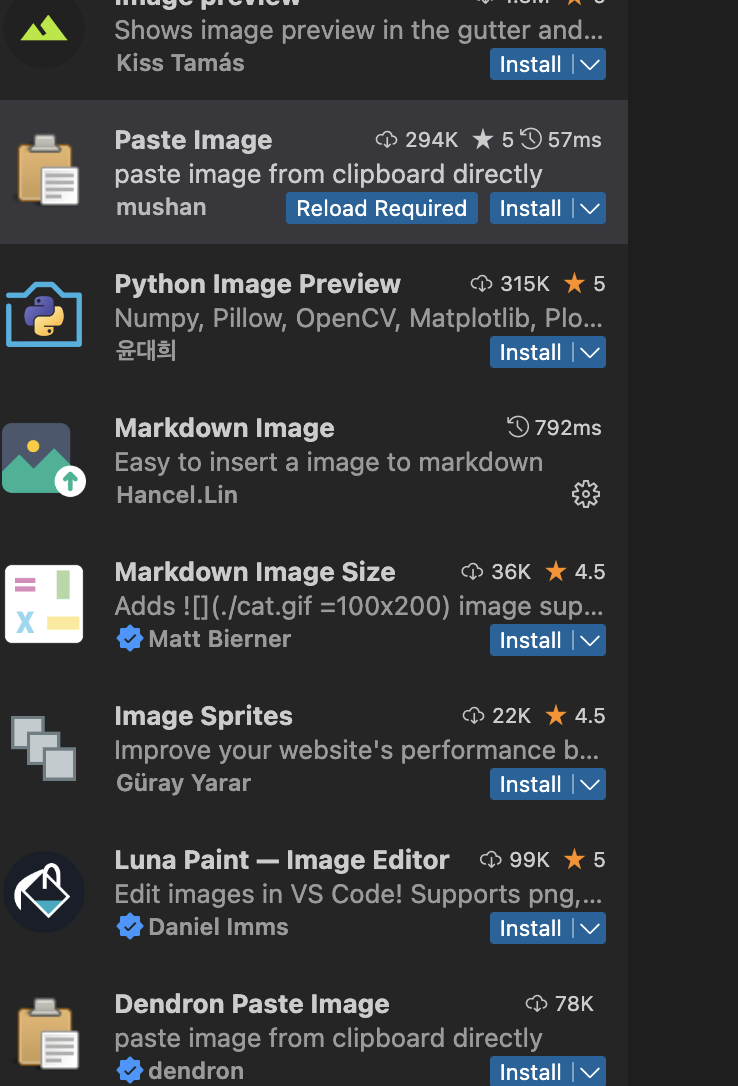 Image preview
Shows image preview in the gutter and...
Kiss Tamás
Install
Paste Image 294K 5 57ms
paste image from clipboard directly
mushan
Reload Required Install
Python Image Preview 315K 5
Numpy, Pillow, OpenCV, Matplotlib, Plo...
윤대희
Install
Markdown Image 792ms
Easy to insert a image to markdown
Hancel.Lin
Markdown Image Size 36K 4.5
Adds ![](./cat.gif =100x200) image sup...
Matt Bierner
Install
Image Sprites 22K 4.5
Improve your website's performance b...
Güray Yarar
Install
Luna Paint — Image Editor 99K 5
Edit images in VS Code! Supports png,...
Daniel Imms
Install
Dendron Paste Image 78K
paste image from clipboard directly
dendron
Install